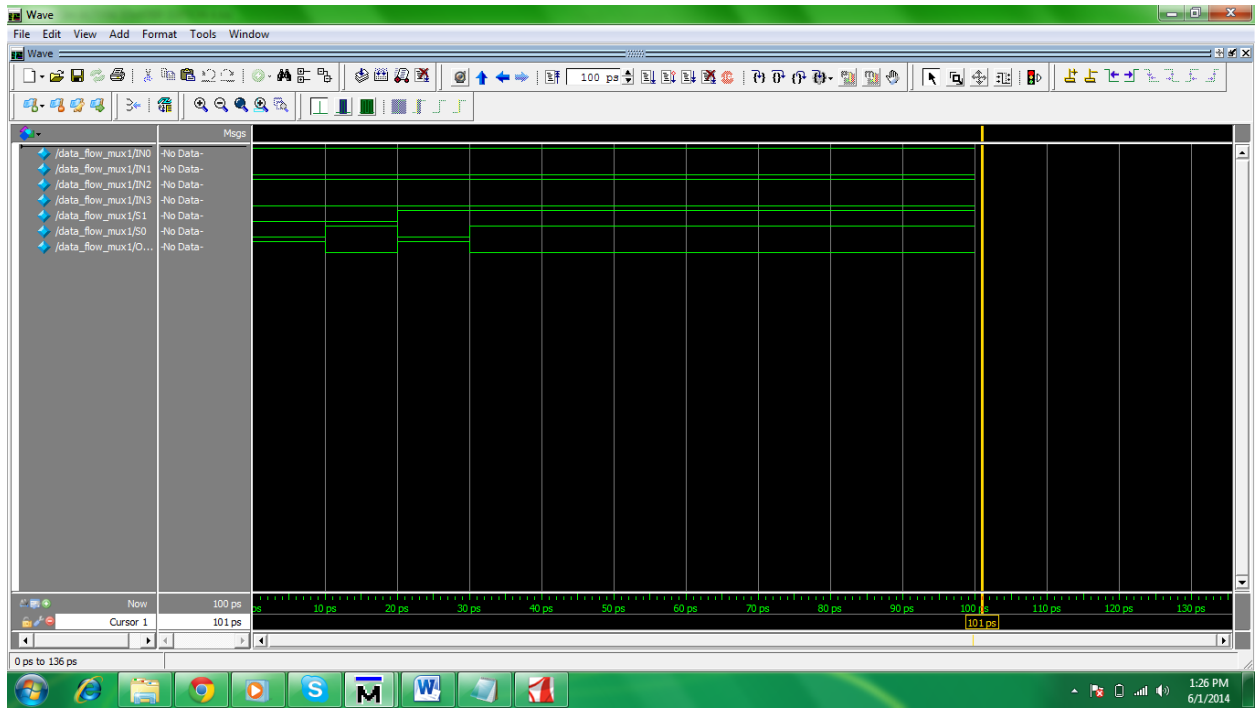 Wave
File Edit View Add Format Tools Window
Wave
100 ps
Msgs
/data_flow_mux1/IN0 -No Data-
/data_flow_mux1/IN1 -No Data-
/data_flow_mux1/IN2 -No Data-
/data_flow_mux1/IN3 -No Data-
/data_flow_mux1/S1 -No Data-
/data_flow_mux1/S0 -No Data-
/data_flow_mux1/O... -No Data-
Now 100 ps ps 10 ps 20 ps 30 ps 40 ps 50 ps 60 ps 70 ps 80 ps 90 ps 100 ps 110 ps 120 ps 130 ps
Cursor 1 101 ps 101 ps
0 ps to 136 ps
1:26 PM
6/1/2014